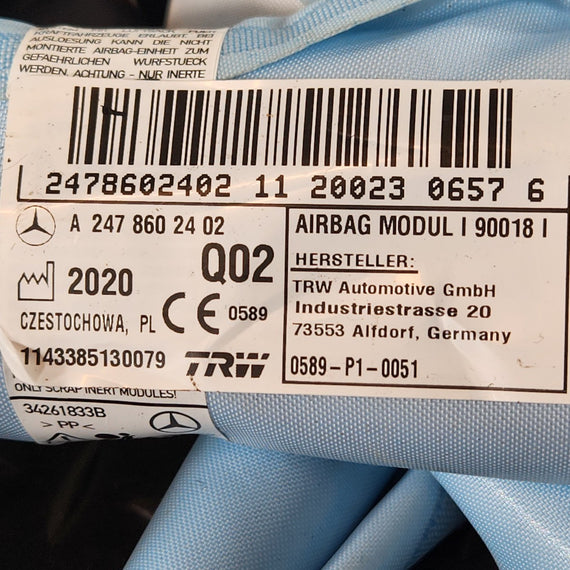 KRAFTFAHRZEUGE ERLAUBT. BEI
AUSLOESUNG KANN DIE NICHT
MONTIERTE AIRBAG-EINHEIT ZUM
GEFAEHRLICHEN WURFSTUECK
WERDEN. ACHTUNG - NUR INERTE
2478602402 11 20023 0657 6
A 247 860 24 02
Q02
2020
CE 0589
CZESTOCHOWA, PL
1143385130079 TRW
AIRBAG MODUL I 90018 I
HERSTELLER:
TRW Automotive GmbH
Industriestrasse 20
73553 Alfdorf, Germany
0589-P1-0051
ONLY SCRAP INERT MODULES!
34261833B
>PP<